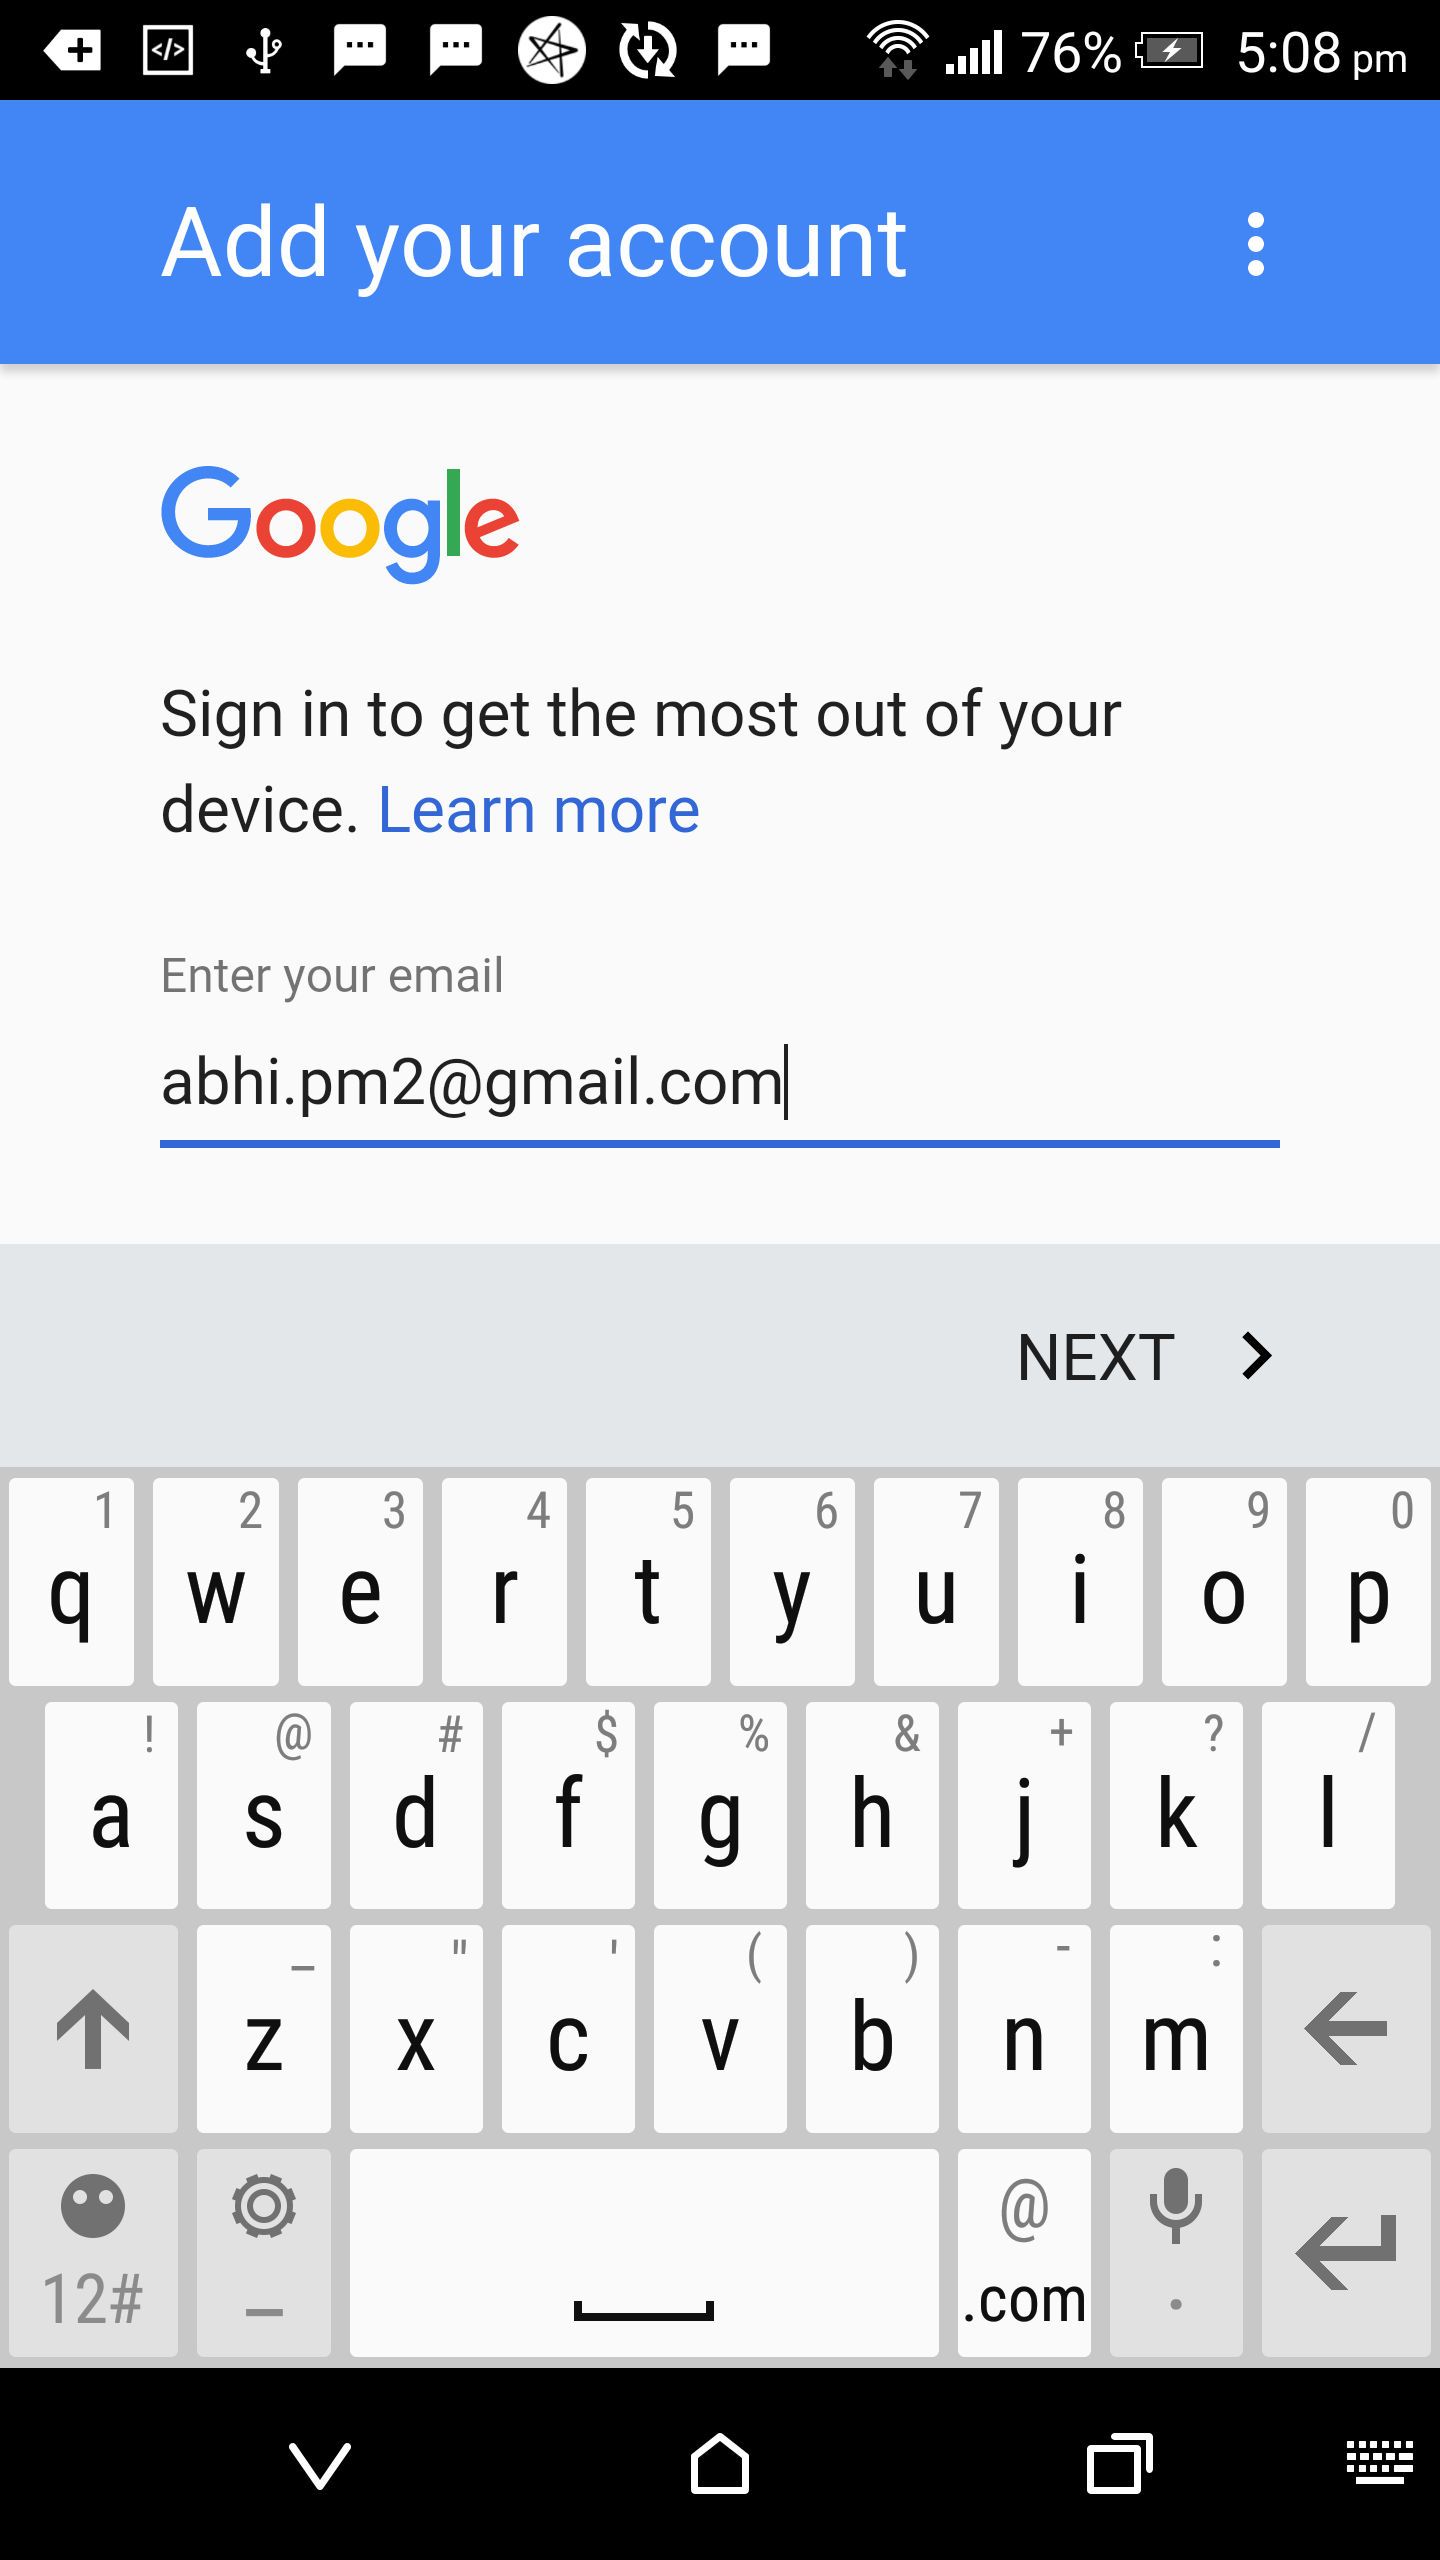 76% 5:08 pm
Add your account
Google
Sign in to get the most out of your
device. Learn more
Enter your email
abhi.pm2@gmail.com
NEXT
1 2 3 4 5 6 7 8 9 0
q w e r t y u i o p
! @ # $ % & + ? /
a s d f g h j k l
_ " ' ( ) - :
z x c v b n m
@
12# _ .com .